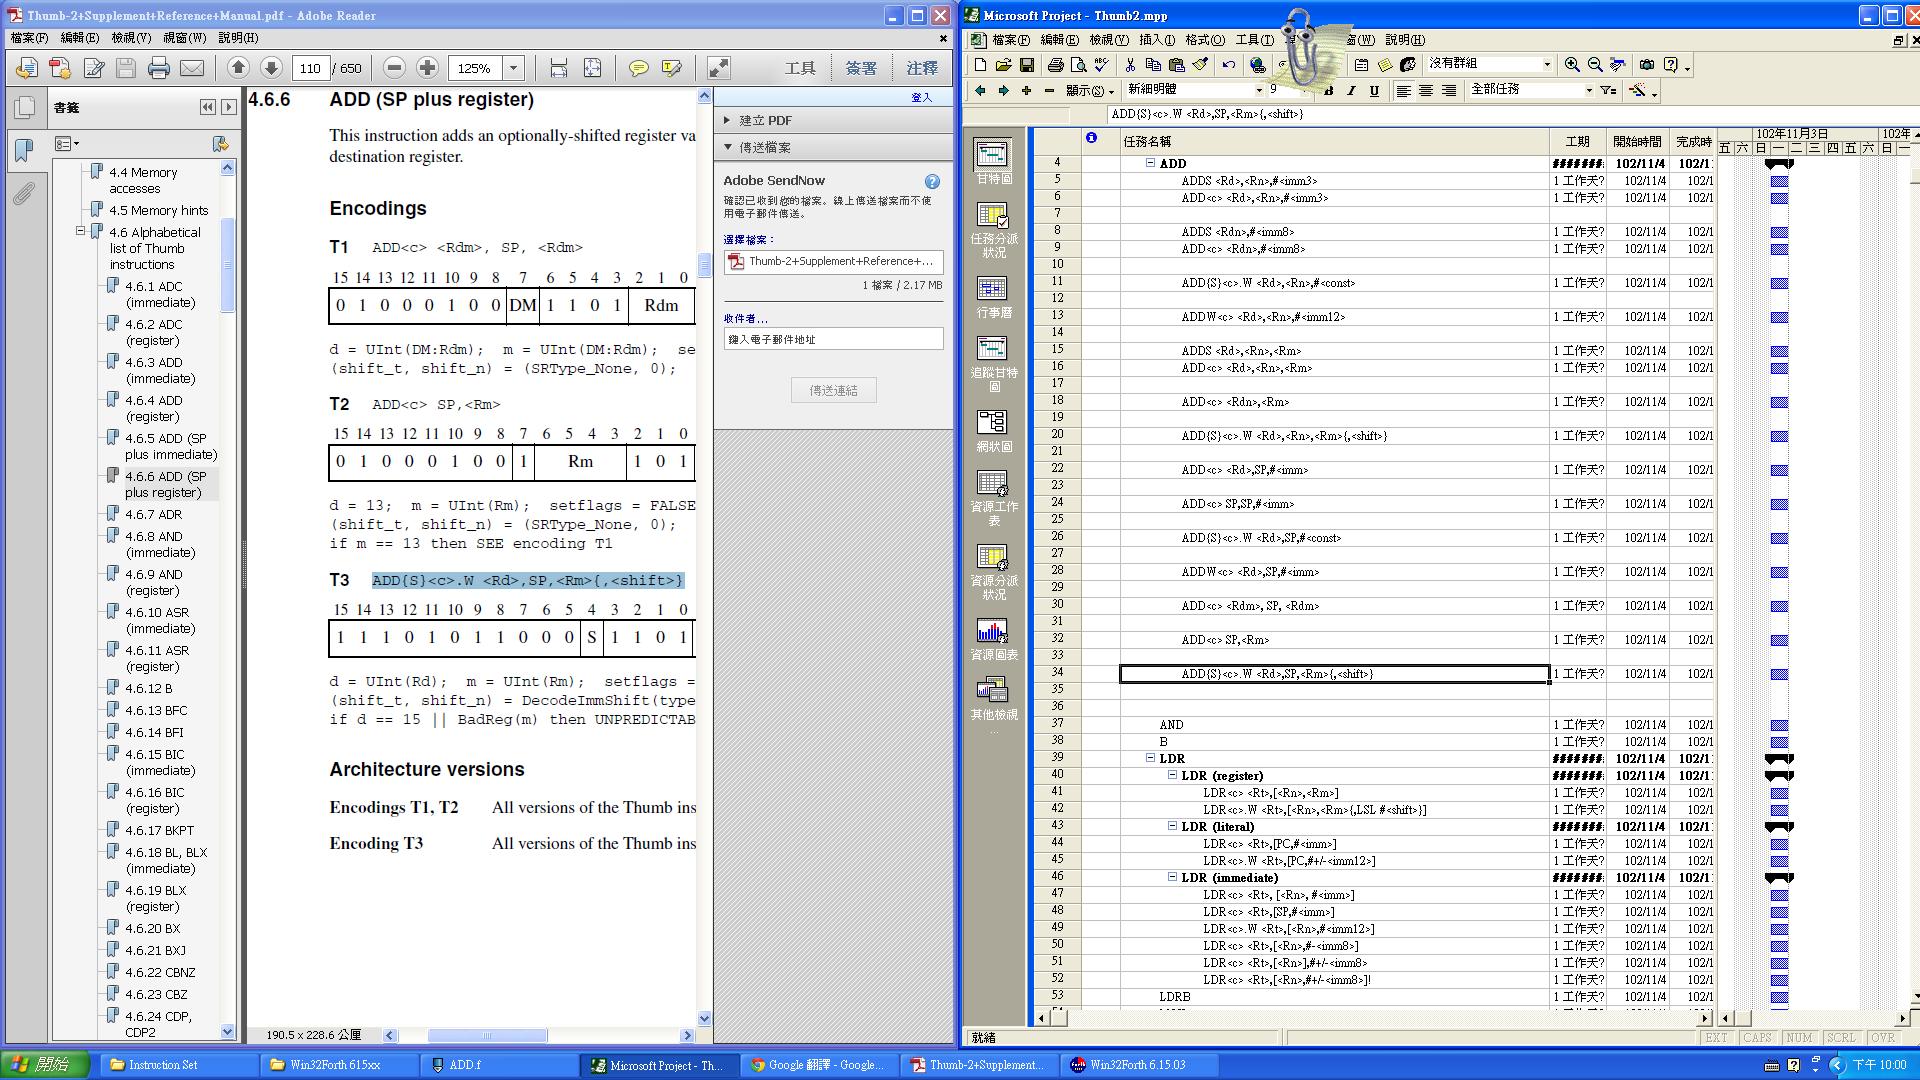 Thumb-2+Supplement+Reference+Manual.pdf - Adobe Reader
檔案(F) 編輯(E) 檢視(V) 視窗(W) 說明(H)
110 / 650 125% 工具 簽署 註釋
書籤
4.4 Memory
accesses
4.5 Memory hints
4.6 Alphabetical
list of Thumb
instructions
4.6.1 ADC
(immediate)
4.6.2 ADC
(register)
4.6.3 ADD
(immediate)
4.6.4 ADD
(register)
4.6.5 ADD (SP
plus immediate)
4.6.6 ADD (SP
plus register)
4.6.7 ADR
4.6.8 AND
(immediate)
4.6.9 AND
(register)
4.6.10 ASR
(immediate)
4.6.11 ASR
(register)
4.6.12 B
4.6.13 BFC
4.6.14 BFI
4.6.15 BIC
(immediate)
4.6.16 BIC
(register)
4.6.17 BKPT
4.6.18 BL, BLX
(immediate)
4.6.19 BLX
(register)
4.6.20 BX
4.6.21 BXJ
4.6.22 CBNZ
4.6.23 CBZ
4.6.24 CDP,
CDP2
4.6.6 ADD (SP plus register)
This instruction adds an optionally-shifted register va
destination register.
Encodings
T1 ADD<c> <Rdm>, SP, <Rdm>
15 14 13 12 11 10 9 8 7 6 5 4 3 2 1 0
0 1 0 0 0 1 0 0 DM 1 1 0 1 Rdm
d = UInt(DM:Rdm); m = UInt(DM:Rdm); se
(shift_t, shift_n) = (SRType_None, 0);
T2 ADD<c> SP,<Rm>
15 14 13 12 11 10 9 8 7 6 5 4 3 2 1 0
0 1 0 0 0 1 0 0 1 Rm 1 0 1
d = 13; m = UInt(Rm); setflags = FALSE
(shift_t, shift_n) = (SRType_None, 0);
if m == 13 then SEE encoding T1
T3 ADD{S}<c>.W <Rd>,SP,<Rm>{,<shift>}
15 14 13 12 11 10 9 8 7 6 5 4 3 2 1 0
1 1 1 0 1 0 1 1 0 0 0 S 1 1 0 1
d = UInt(Rd); m = UInt(Rm); setflags =
(shift_t, shift_n) = DecodeImmShift(type
if d == 15 || BadReg(m) then UNPREDICTAB
Architecture versions
Encodings T1, T2 All versions of the Thumb ins
Encoding T3 All versions of the Thumb ins
190.5 x 228.6 公厘
登入
建立 PDF
傳送檔案
Adobe SendNow
確認已收到您的檔案。線上傳送檔案而不使
用電子郵件傳送。
選擇檔案：
Thumb-2+Supplement+Reference+...
1 檔案 / 2.17 MB
收件者...
鍵入電子郵件地址
傳送連結
Microsoft Project - Thumb2.mpp
檔案(F) 編輯(E) 檢視(V) 插入(I) 格式(O) 工具(T) 窗(W) 說明(H)
沒有群組
顯示(S) 新細明體 9 B I U 全部任務
ADD{S}<c>.W <Rd>,SP,<Rm>{,<shift>}
甘特圖
任務分派
狀況
行事曆
追蹤甘特
圖
網狀圖
資源工作
表
資源分派
狀況
資源圖表
其他檢視
...
任務名稱 工期 開始時間 完成時 102年11月3日 102年
五 六 日 一 二 三 四 五 六 日 一
4 ADD ####### 102/11/4 102/1
5 ADDS <Rd>,<Rn>,#<imm3> 1 工作天? 102/11/4 102/1
6 ADD<c> <Rd>,<Rn>,#<imm3> 1 工作天? 102/11/4 102/1
7
8 ADDS <Rdn>,#<imm8> 1 工作天? 102/11/4 102/1
9 ADD<c> <Rdn>,#<imm8> 1 工作天? 102/11/4 102/1
10
11 ADD{S}<c>.W <Rd>,<Rn>,#<const> 1 工作天? 102/11/4 102/1
12
13 ADDW<c> <Rd>,<Rn>,#<imm12> 1 工作天? 102/11/4 102/1
14
15 ADDS <Rd>,<Rn>,<Rm> 1 工作天? 102/11/4 102/1
16 ADD<c> <Rd>,<Rn>,<Rm> 1 工作天? 102/11/4 102/1
17
18 ADD<c> <Rdn>,<Rm> 1 工作天? 102/11/4 102/1
19
20 ADD{S}<c>.W <Rd>,<Rn>,<Rm>{,<shift>} 1 工作天? 102/11/4 102/1
21
22 ADD<c> <Rd>,SP,#<imm> 1 工作天? 102/11/4 102/1
23
24 ADD<c> SP,SP,#<imm> 1 工作天? 102/11/4 102/1
25
26 ADD{S}<c>.W <Rd>,SP,#<const> 1 工作天? 102/11/4 102/1
27
28 ADDW<c> <Rd>,SP,#<imm> 1 工作天? 102/11/4 102/1
29
30 ADD<c> <Rdm>, SP, <Rdm> 1 工作天? 102/11/4 102/1
31
32 ADD<c> SP,<Rm> 1 工作天? 102/11/4 102/1
33
34 ADD{S}<c>.W <Rd>,SP,<Rm>{,<shift>} 1 工作天? 102/11/4 102/1
35
36
37 AND 1 工作天? 102/11/4 102/1
38 B 1 工作天? 102/11/4 102/1
39 LDR ####### 102/11/4 102/1
40 LDR (register) ####### 102/11/4 102/1
41 LDR<c> <Rt>,[<Rn>,<Rm>] 1 工作天? 102/11/4 102/1
42 LDR<c>.W <Rt>,[<Rn>,<Rm>{,LSL #<shift>}] 1 工作天? 102/11/4 102/1
43 LDR (literal) ####### 102/11/4 102/1
44 LDR<c> <Rt>,[PC,#<imm>] 1 工作天? 102/11/4 102/1
45 LDR<c>.W <Rt>,[PC,#+/-<imm12>] 1 工作天? 102/11/4 102/1
46 LDR (immediate) ####### 102/11/4 102/1
47 LDR<c> <Rt>, [<Rn>, #<imm>] 1 工作天? 102/11/4 102/1
48 LDR<c> <Rt>,[SP,#<imm>] 1 工作天? 102/11/4 102/1
49 LDR<c>.W <Rt>,[<Rn>,#<imm12>] 1 工作天? 102/11/4 102/1
50 LDR<c> <Rt>,[<Rn>,#-<imm8>] 1 工作天? 102/11/4 102/1
51 LDR<c> <Rt>,[<Rn>],#+/-<imm8> 1 工作天? 102/11/4 102/1
52 LDR<c> <Rt>,[<Rn>,#+/-<imm8>]! 1 工作天? 102/11/4 102/1
53 LDRB 1 工作天? 102/11/4 102/1
就緒 EXT CAPS NUM SCRL OVR
開始 Instruction Set Win32Forth 615xx ADD.f Microsoft Project - Th... Google 翻譯 - Google... Thumb-2+Supplement... Win32Forth 6.15.03 下午 10:00